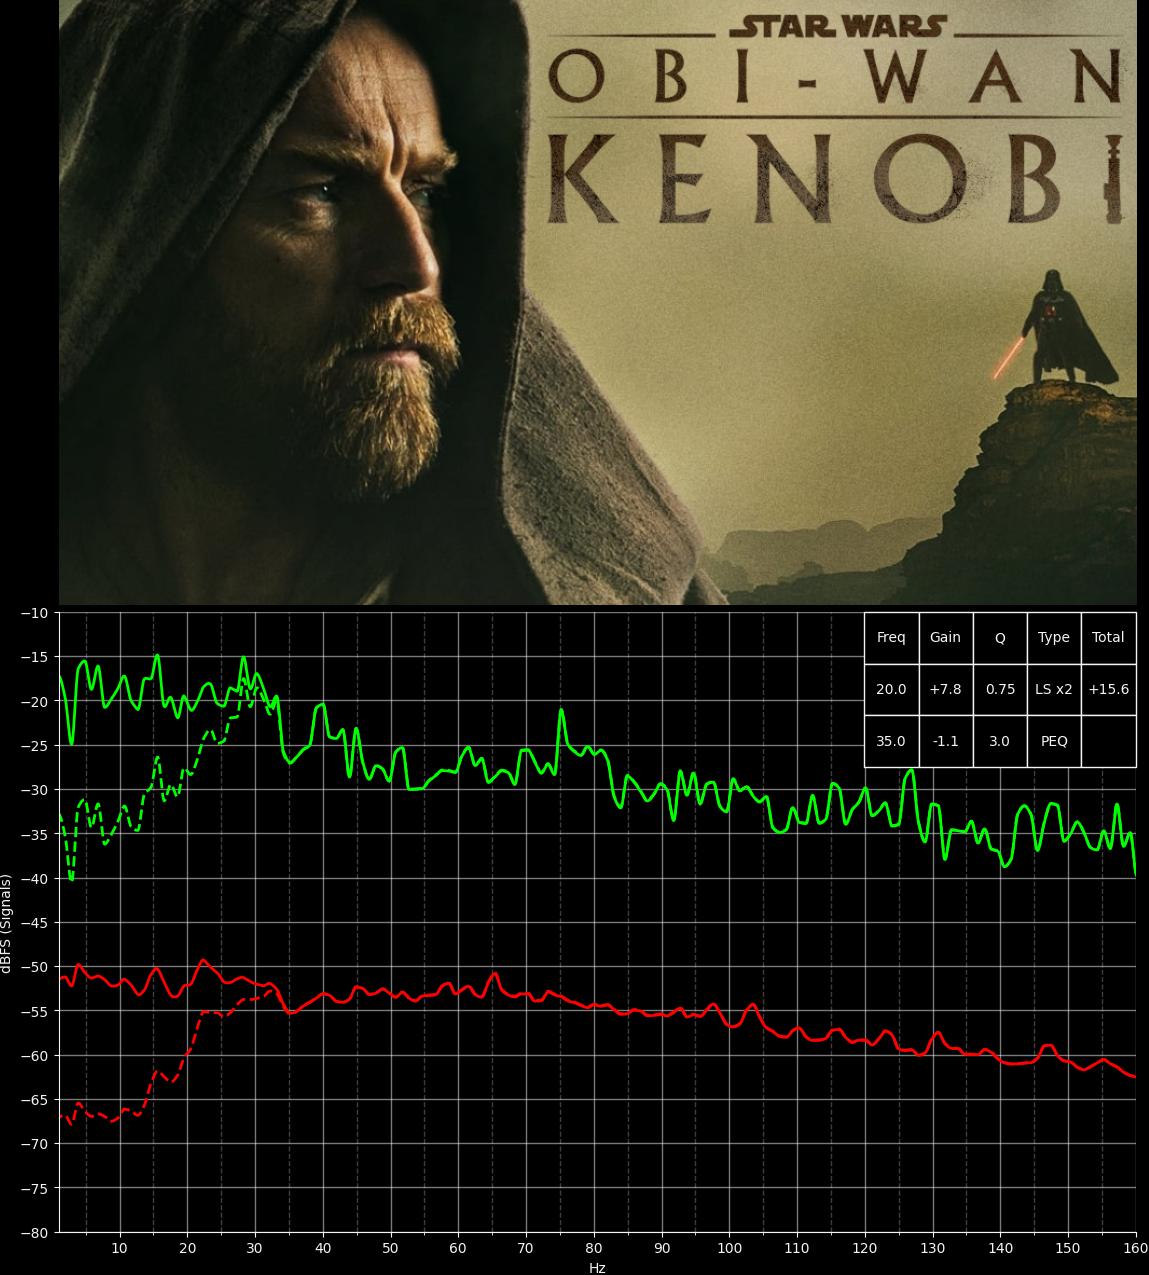 STAR WARS
OBI-WAN
KENOBI
Freq Gain Q Type Total
20.0 +7.8 0.75 LS x2 +15.6
35.0 -1.1 3.0 PEQ
−10
−15
−20
−25
−30
−35
−40
−45
−50
−55
−60
−65
−70
−75
−80
dBFS (Signals)
10 20 30 40 50 60 70 80 90 100 110 120 130 140 150 160
Hz